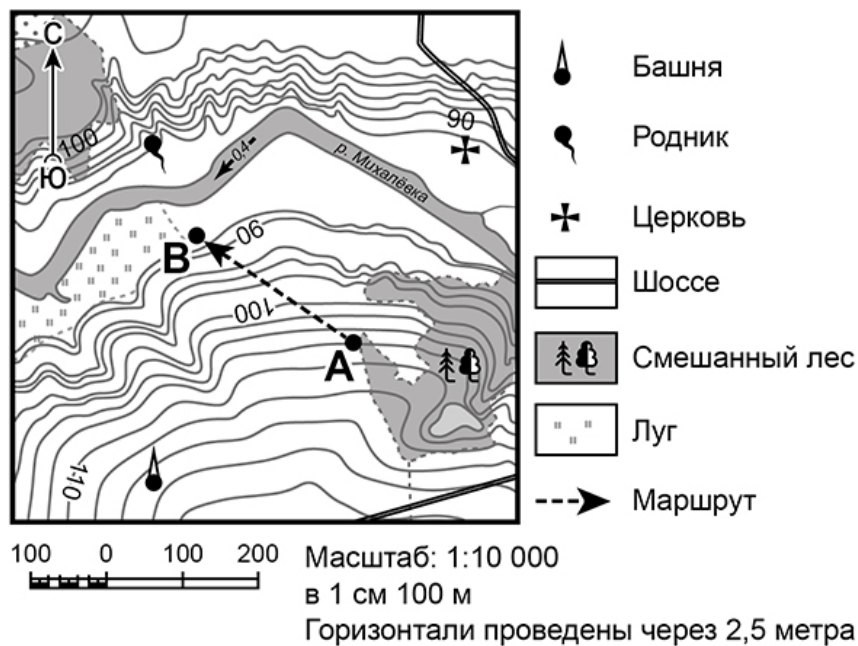 С
Ю
100
90
0,4
р. Михалёвка
В
90
100
А
110
Башня
Родник
Церковь
Шоссе
Смешанный лес
Луг
Маршрут
100 0 100 200
Масштаб: 1:10 000
в 1 см 100 м
Горизонтали проведены через 2,5 метра